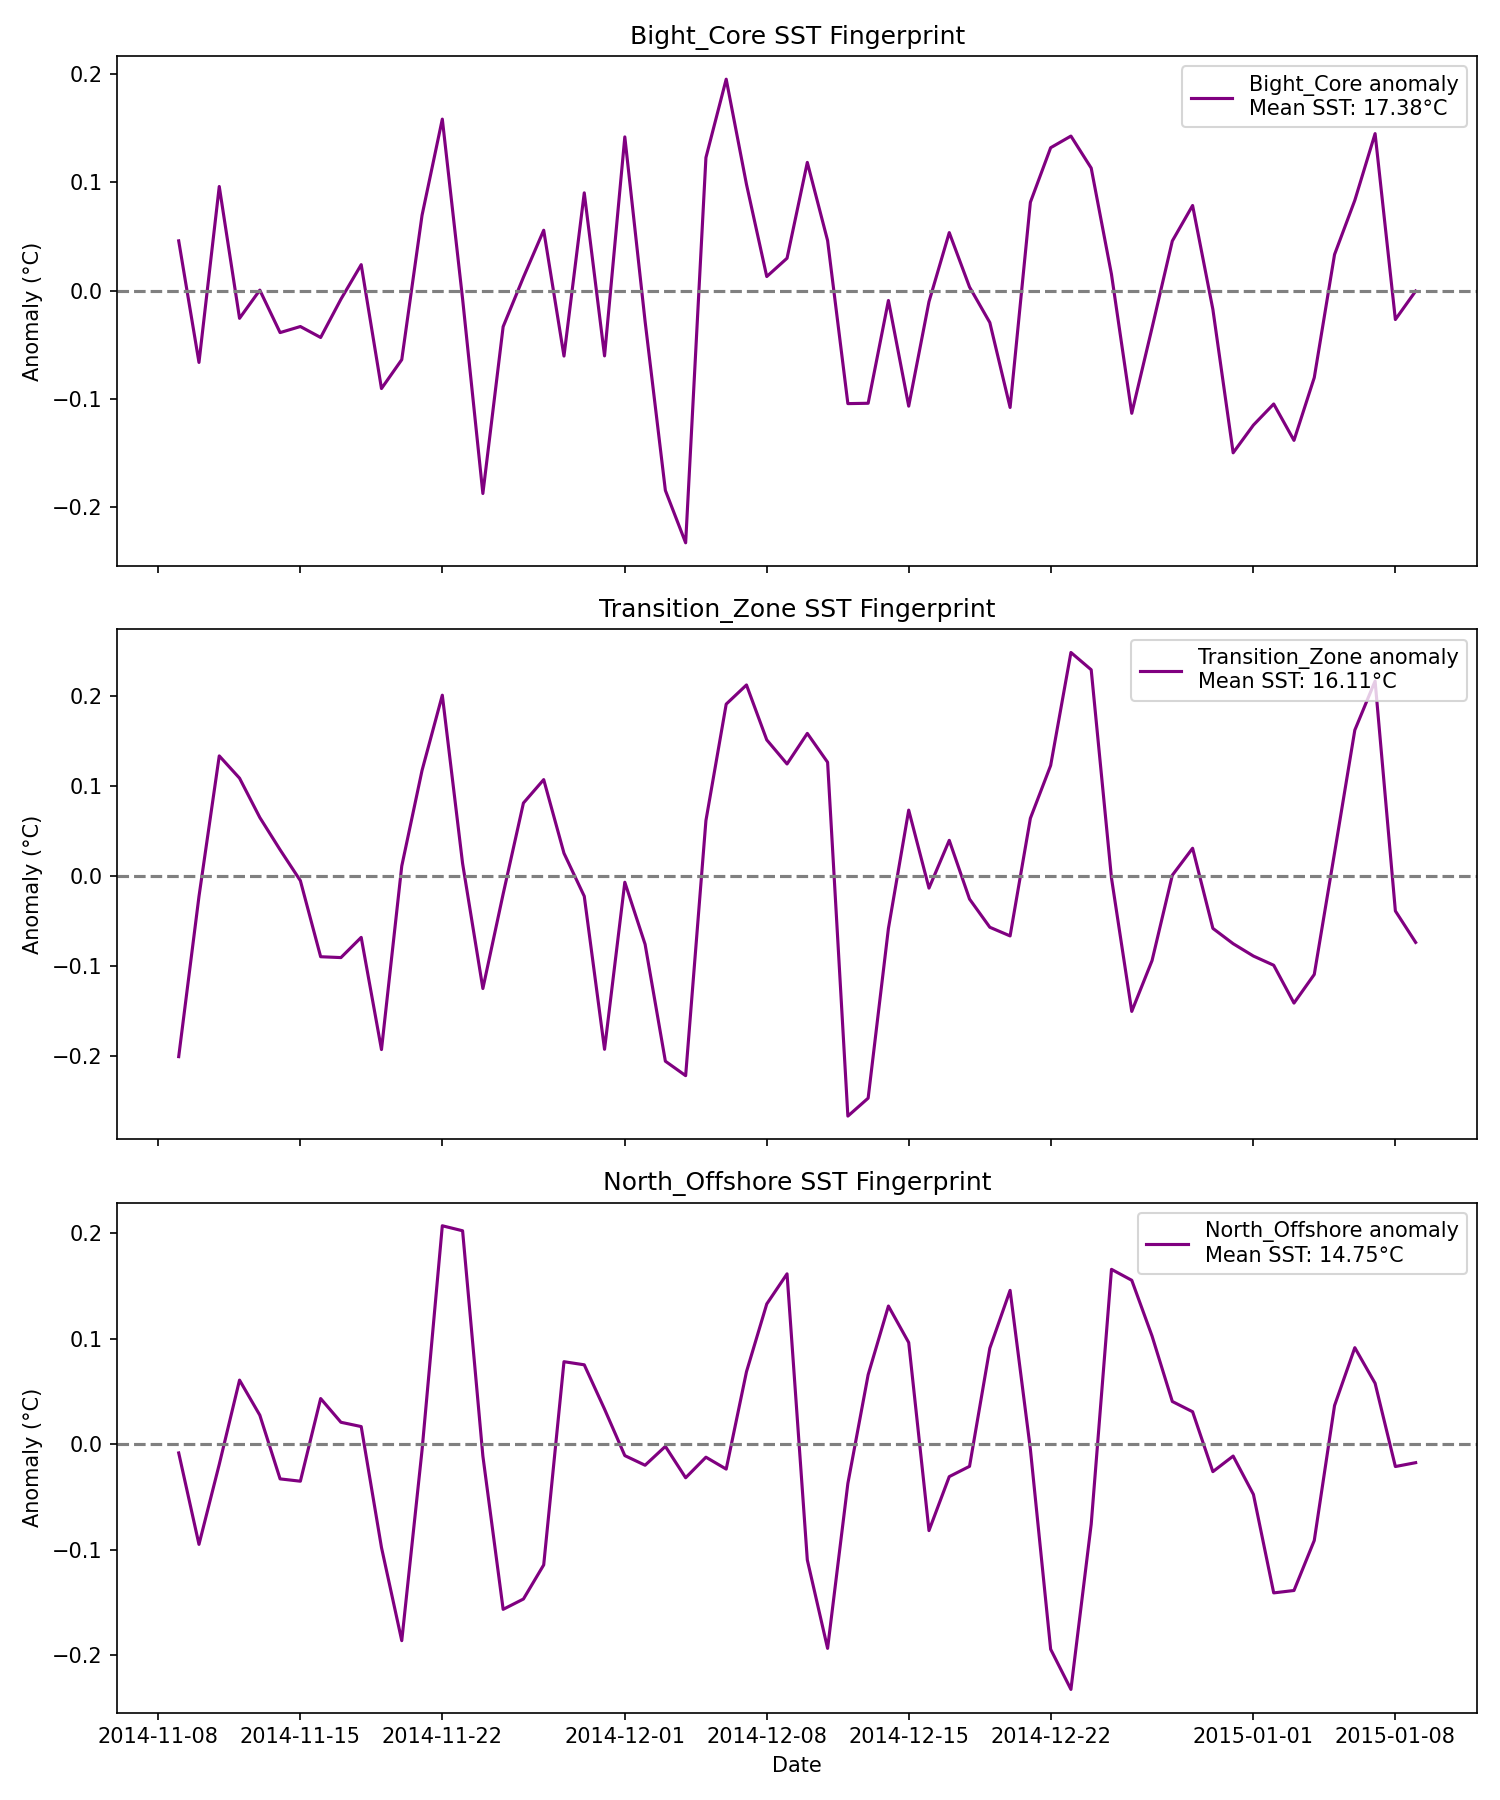 Bight_Core SST Fingerprint
Bight_Core anomaly
Mean SST: 17.38°C
0.2
0.1
0.0
−0.1
−0.2
Anomaly (°C)
Transition_Zone SST Fingerprint
Transition_Zone anomaly
Mean SST: 16.11°C
0.2
0.1
0.0
−0.1
−0.2
Anomaly (°C)
North_Offshore SST Fingerprint
North_Offshore anomaly
Mean SST: 14.75°C
0.2
0.1
0.0
−0.1
−0.2
Anomaly (°C)
2014-11-08 2014-11-15 2014-11-22 2014-12-01 2014-12-08 2014-12-15 2014-12-22 2015-01-01 2015-01-08
Date